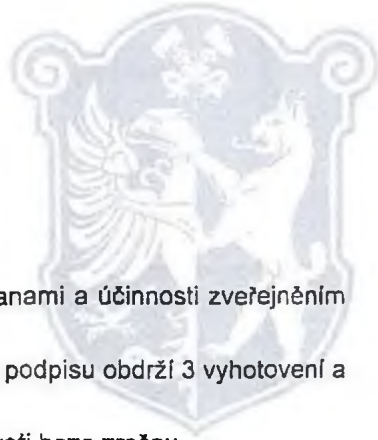 anami a účinnosti zveřejněním
podpisu obdrží 3 vyhotovení a